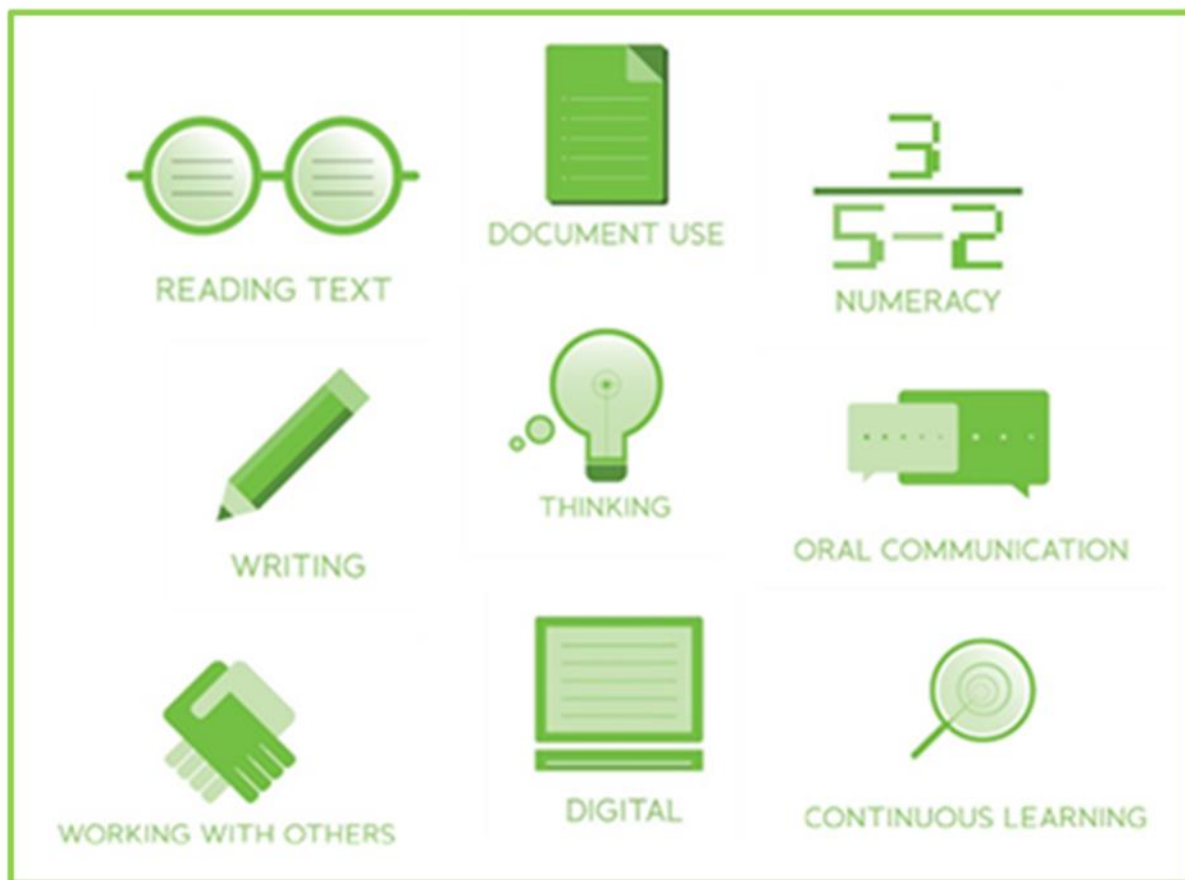 READING TEXT
DOCUMENT USE
3
5-2
NUMERACY
WRITING
THINKING
ORAL COMMUNICATION
WORKING WITH OTHERS
DIGITAL
CONTINUOUS LEARNING